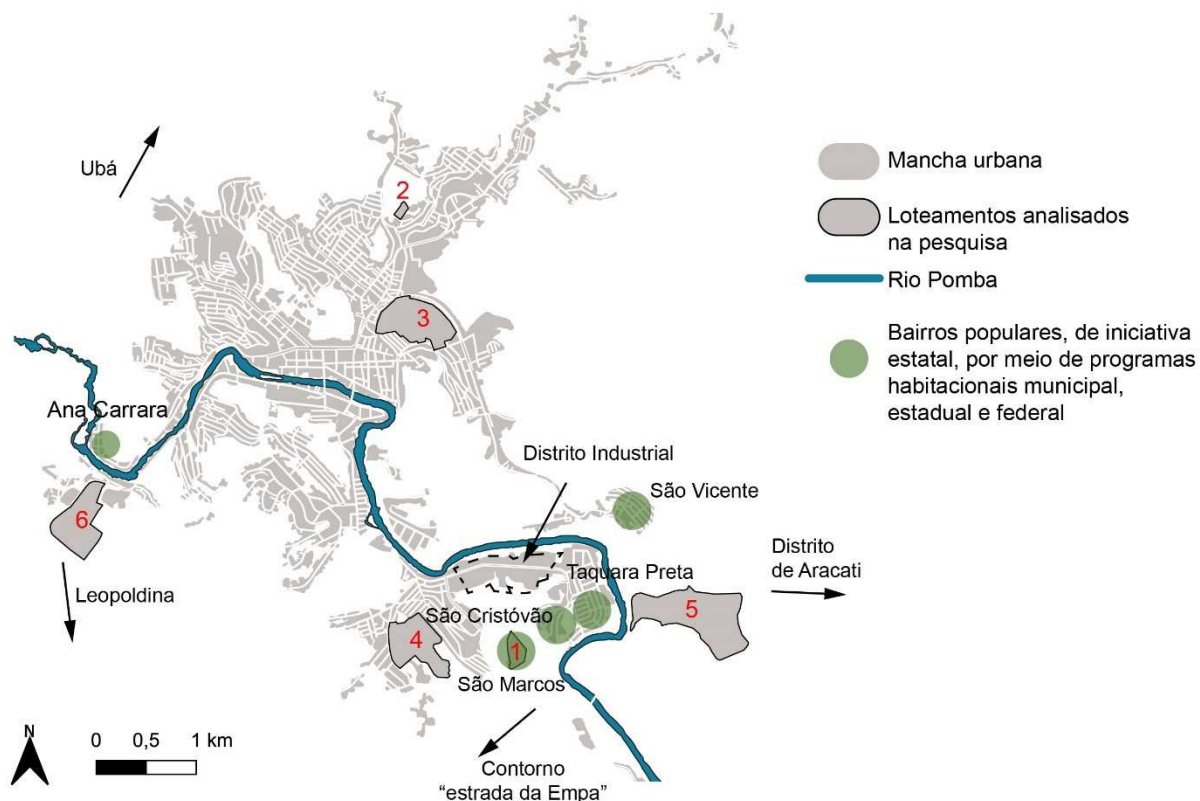 Ubá
2
3
Ana Carrara
6
Leopoldina
Distrito Industrial
São Vicente
Taquara Preta
Distrito
de Aracati
5
São Cristóvão
4
1
São Marcos
Contorno
“estrada da Empa”
N
0 0,5 1 km
Mancha urbana
Loteamentos analisados
na pesquisa
Rio Pomba
Bairros populares, de iniciativa
estatal, por meio de programas
habitacionais municipal,
estadual e federal